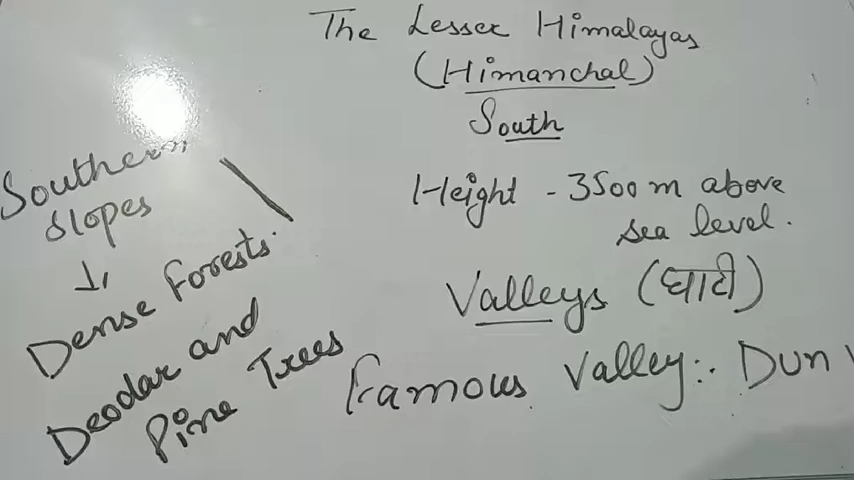 The Lesser Himalayas
(Himanchal)
South
Height - 3500 m above
sea level.
Valleys (घाटी)
Famous Valley:- Dun
Southern
slopes
Dense Forests.
Deodar and
Pine Trees